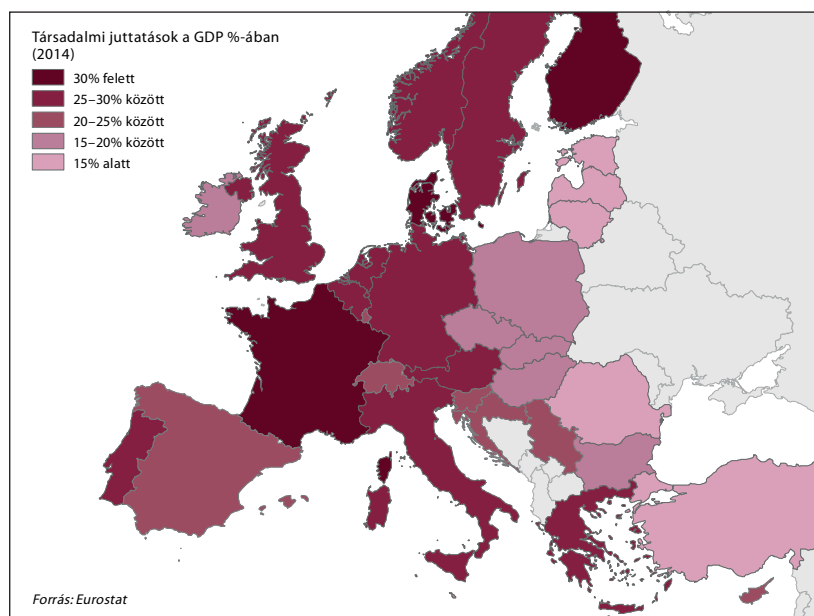 Társadalmi juttatások a GDP %-ában
(2014)
30% felett
25–30% között
20–25% között
15–20% között
15% alatt
Forrás: Eurostat